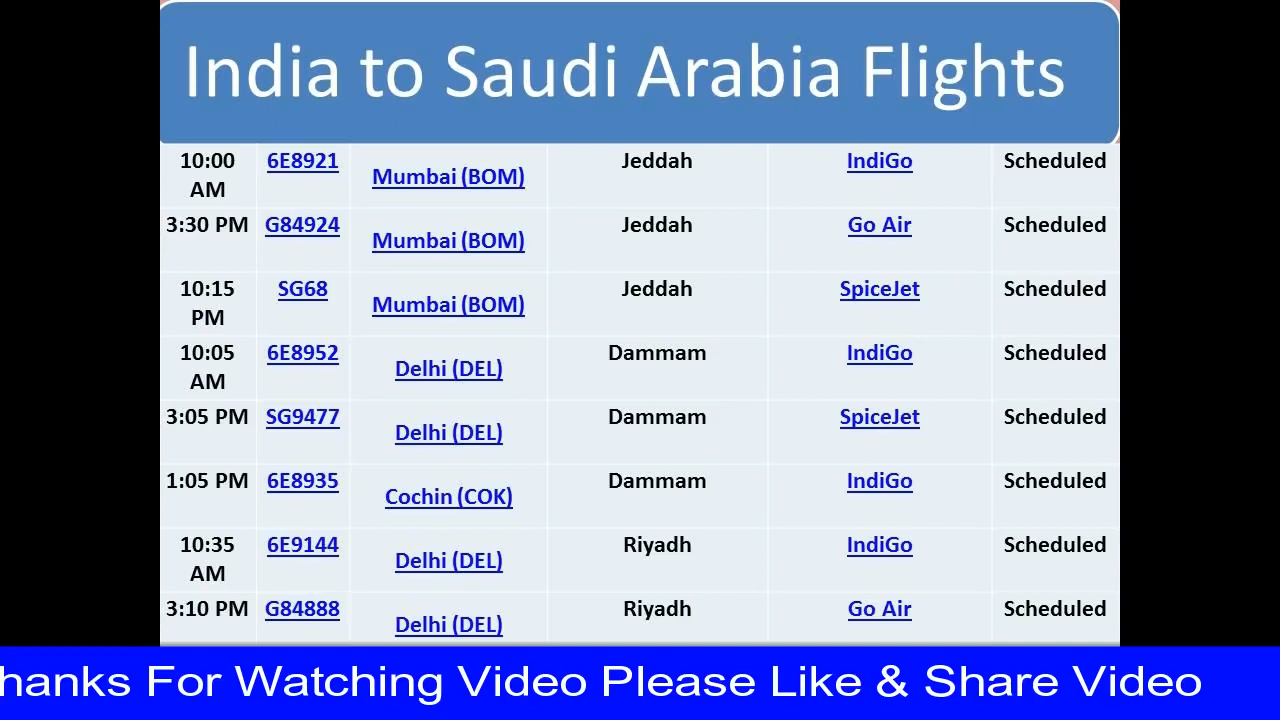 India to Saudi Arabia Flights
10:00 AM 6E8921 Mumbai (BOM) Jeddah IndiGo Scheduled
3:30 PM G84924 Mumbai (BOM) Jeddah Go Air Scheduled
10:15 PM SG68 Mumbai (BOM) Jeddah SpiceJet Scheduled
10:05 AM 6E8952 Delhi (DEL) Dammam IndiGo Scheduled
3:05 PM SG9477 Delhi (DEL) Dammam SpiceJet Scheduled
1:05 PM 6E8935 Cochin (COK) Dammam IndiGo Scheduled
10:35 AM 6E9144 Delhi (DEL) Riyadh IndiGo Scheduled
3:10 PM G84888 Delhi (DEL) Riyadh Go Air Scheduled
hanks For Watching Video Please Like & Share Video